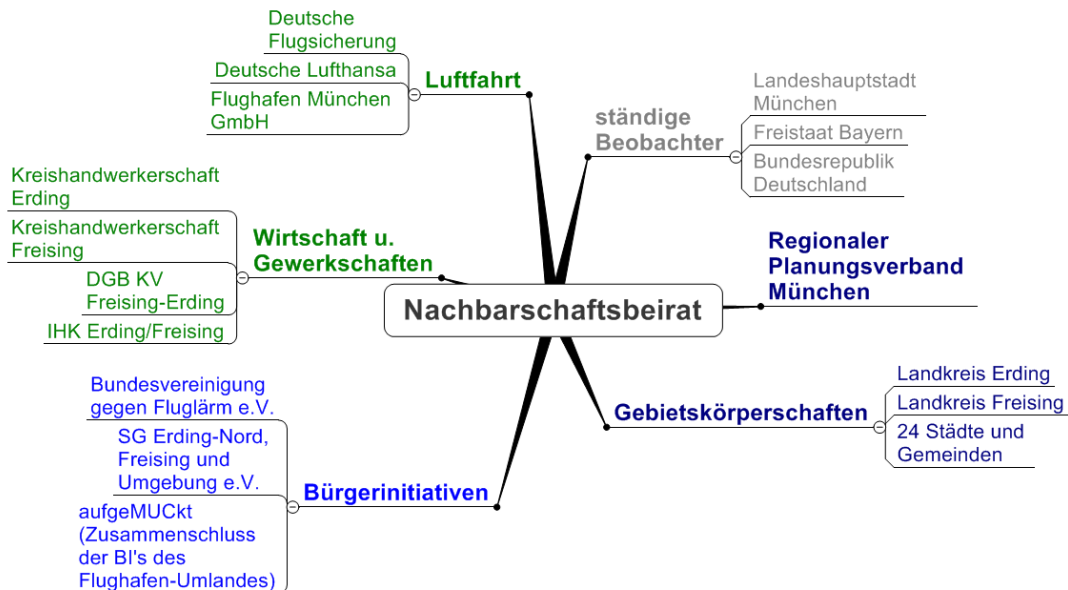 Deutsche
Flugsicherung
Deutsche Lufthansa
Flughafen München
GmbH
Luftfahrt
ständige
Beobachter
Landeshauptstadt
München
Freistaat Bayern
Bundesrepublik
Deutschland
Kreishandwerkerschaft
Erding
Kreishandwerkerschaft
Freising
DGB KV
Freising-Erding
IHK Erding/Freising
Wirtschaft u.
Gewerkschaften
Regionaler
Planungsverband
München
Nachbarschaftsbeirat
Gebietskörperschaften
Landkreis Erding
Landkreis Freising
24 Städte und
Gemeinden
Bundesvereinigung
gegen Fluglärm e.V.
SG Erding-Nord,
Freising und
Umgebung e.V.
aufgeMUCkt
(Zusammenschluss
der BI's des
Flughafen-Umlandes)
Bürgerinitiativen